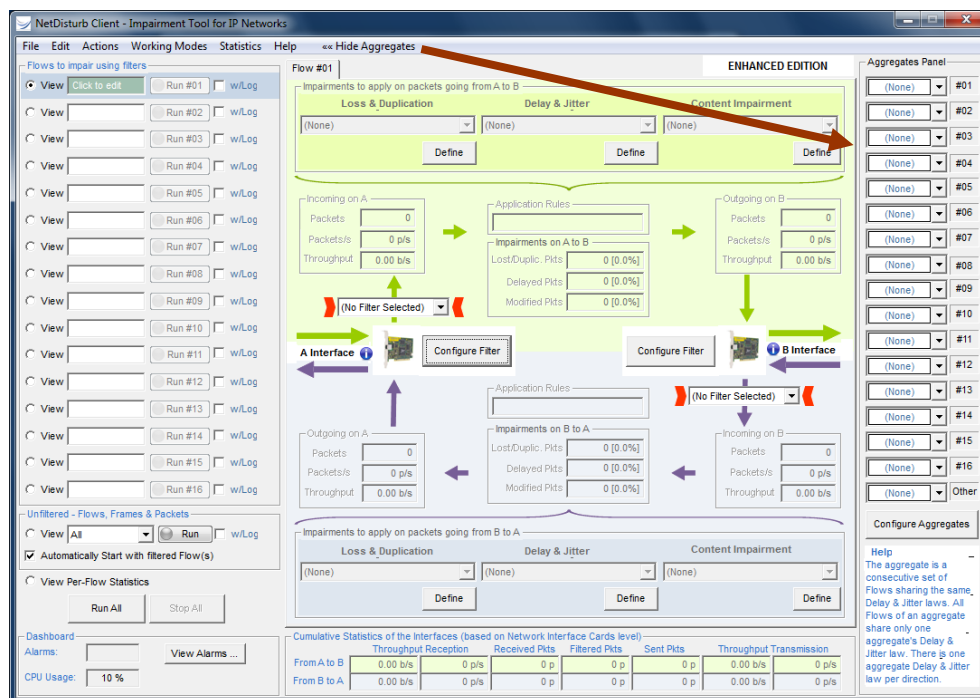 NetDisturb Client - Impairment Tool for IP Networks
File Edit Actions Working Modes Statistics Help «« Hide Aggregates
Flows to impair using filters
View Click to edit Run #01 w/Log
View Run #02 w/Log
View Run #03 w/Log
View Run #04 w/Log
View Run #05 w/Log
View Run #06 w/Log
View Run #07 w/Log
View Run #08 w/Log
View Run #09 w/Log
View Run #10 w/Log
View Run #11 w/Log
View Run #12 w/Log
View Run #13 w/Log
View Run #14 w/Log
View Run #15 w/Log
View Run #16 w/Log
Unfiltered - Flows, Frames & Packets
View All Run w/Log
Automatically Start with filtered Flow(s)
View Per-Flow Statistics
Run All Stop All
Dashboard
Alarms: View Alarms ...
CPU Usage: 10 %
Flow #01 ENHANCED EDITION
Impairments to apply on packets going from A to B
Loss & Duplication Delay & Jitter Content Impairment
(None) (None) (None)
Define Define Define
Incoming on A
Packets 0
Packets/s 0 p/s
Throughput 0.00 b/s
Application Rules
Impairments on A to B
Lost/Duplic. Pkts 0 [0.0%]
Delayed Pkts 0 [0.0%]
Modified Pkts 0 [0.0%]
Outgoing on B
Packets 0
Packets/s 0 p/s
Throughput 0.00 b/s
(No Filter Selected)
A Interface Configure Filter Configure Filter B Interface
(No Filter Selected)
Outgoing on A
Packets 0
Packets/s 0 p/s
Throughput 0.00 b/s
Application Rules
Impairments on B to A
Lost/Duplic. Pkts 0 [0.0%]
Delayed Pkts 0 [0.0%]
Modified Pkts 0 [0.0%]
Incoming on B
Packets 0
Packets/s 0 p/s
Throughput 0.00 b/s
Impairments to apply on packets going from B to A
Loss & Duplication Delay & Jitter Content Impairment
(None) (None) (None)
Define Define Define
Cumulative Statistics of the Interfaces (based on Network Interface Cards level)
Throughput Reception Received Pkts Filtered Pkts Sent Pkts Throughput Transmission
From A to B 0.00 b/s 0 p/s 0 p 0 p 0 p 0.00 b/s 0 p/s
From B to A 0.00 b/s 0 p/s 0 p 0 p 0 p 0.00 b/s 0 p/s
Aggregates Panel
(None) #01
(None) #02
(None) #03
(None) #04
(None) #05
(None) #06
(None) #07
(None) #08
(None) #09
(None) #10
(None) #11
(None) #12
(None) #13
(None) #14
(None) #15
(None) #16
(None) Other
Configure Aggregates
Help
The aggregate is a
consecutive set of
Flows sharing the same
Delay & Jitter laws. All
Flows of an aggregate
share only one
aggregate's Delay &
Jitter law. There is one
aggregate Delay & Jitter
law per direction.